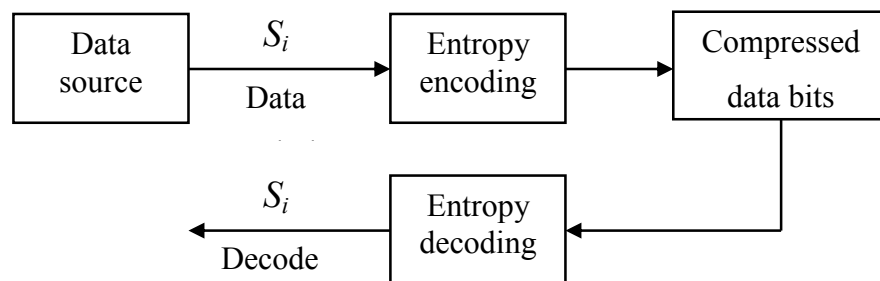 Data
source
S_i
Data
Entropy
encoding
Compressed
data bits
S_i
Decode
Entropy
decoding